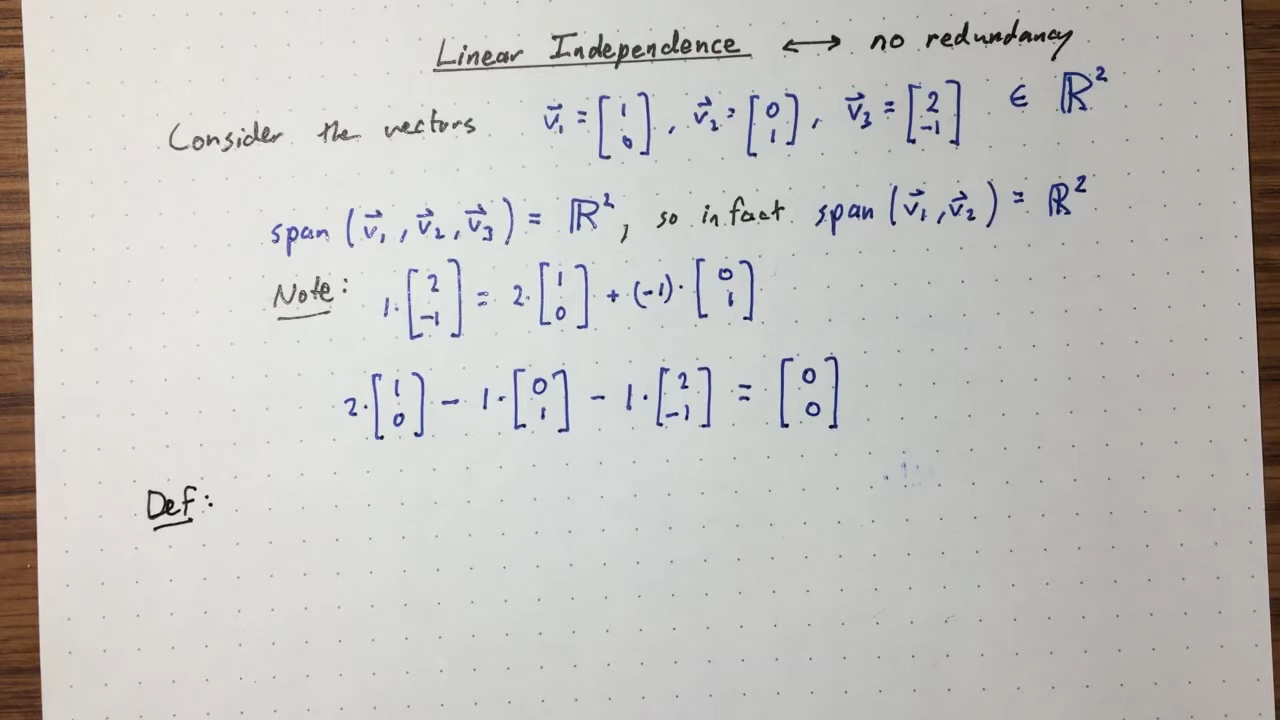 Linear Independence ⟷ no redundancy
Consider the vectors v⃗₁ = [1 0], v⃗₂ = [0 1], v⃗₃ = [2 -1] ∈ ℝ²
span (v⃗₁, v⃗₂, v⃗₃) = ℝ², so in fact span (v⃗₁, v⃗₂) = ℝ²
Note: 1·[2 -1] = 2·[1 0] + (-1)·[0 1]
2·[1 0] - 1·[0 1] - 1·[2 -1] = [0 0]
Def: